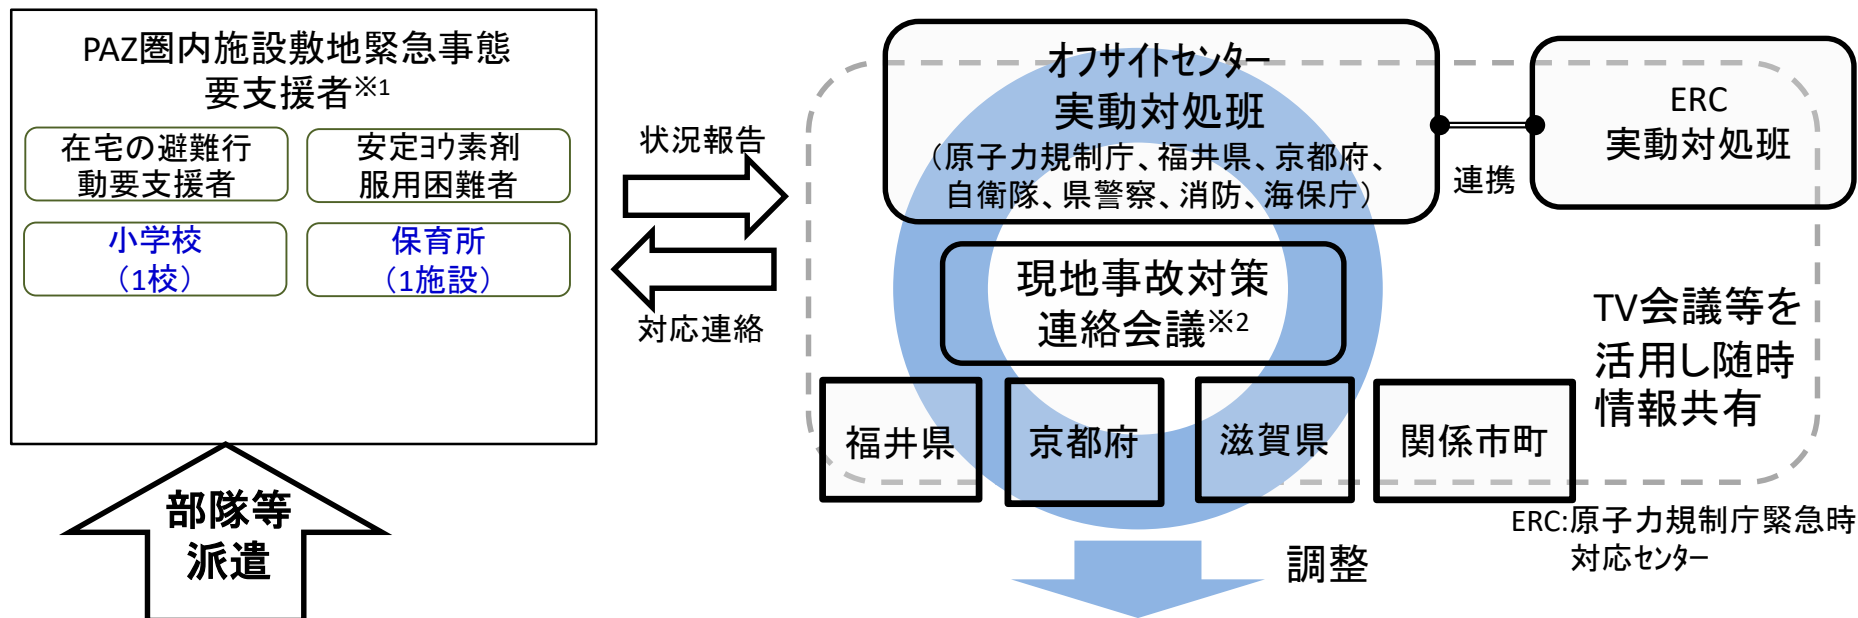 PAZ圏内施設敷地緊急事態
要支援者※1
在宅の避難行
動要支援者
安定ヨウ素剤
服用困難者
小学校
（1校）
保育所
（1施設）
部隊等
派遣
状況報告
対応連絡
オフサイトセンター
実動対処班
（原子力規制庁、福井県、京都府、
自衛隊、県警察、消防、海保庁）
連携
ERC
実動対処班
現地事故対策
連絡会議※2
TV会議等を
活用し随時
情報共有
福井県
京都府
滋賀県
関係市町
ERC:原子力規制庁緊急時
対応センター
調整